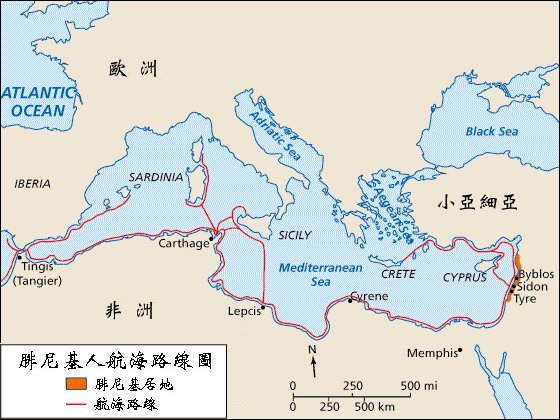 歐洲
ATLANTIC
OCEAN
Adriatic Sea
Black Sea
IBERIA
SARDINIA
Aegean Sea
小亞細亞
SICILY
Carthage
Tingis
(Tangier)
Mediterranean
Sea
CRETE
CYPRUS
Byblos
Sidon
Tyre
非洲
Lepcis
Cyrene
Memphis
N
0 250 500 mi
0 250 500 km
腓尼基人航海路線圖
腓尼基居地
航海路線